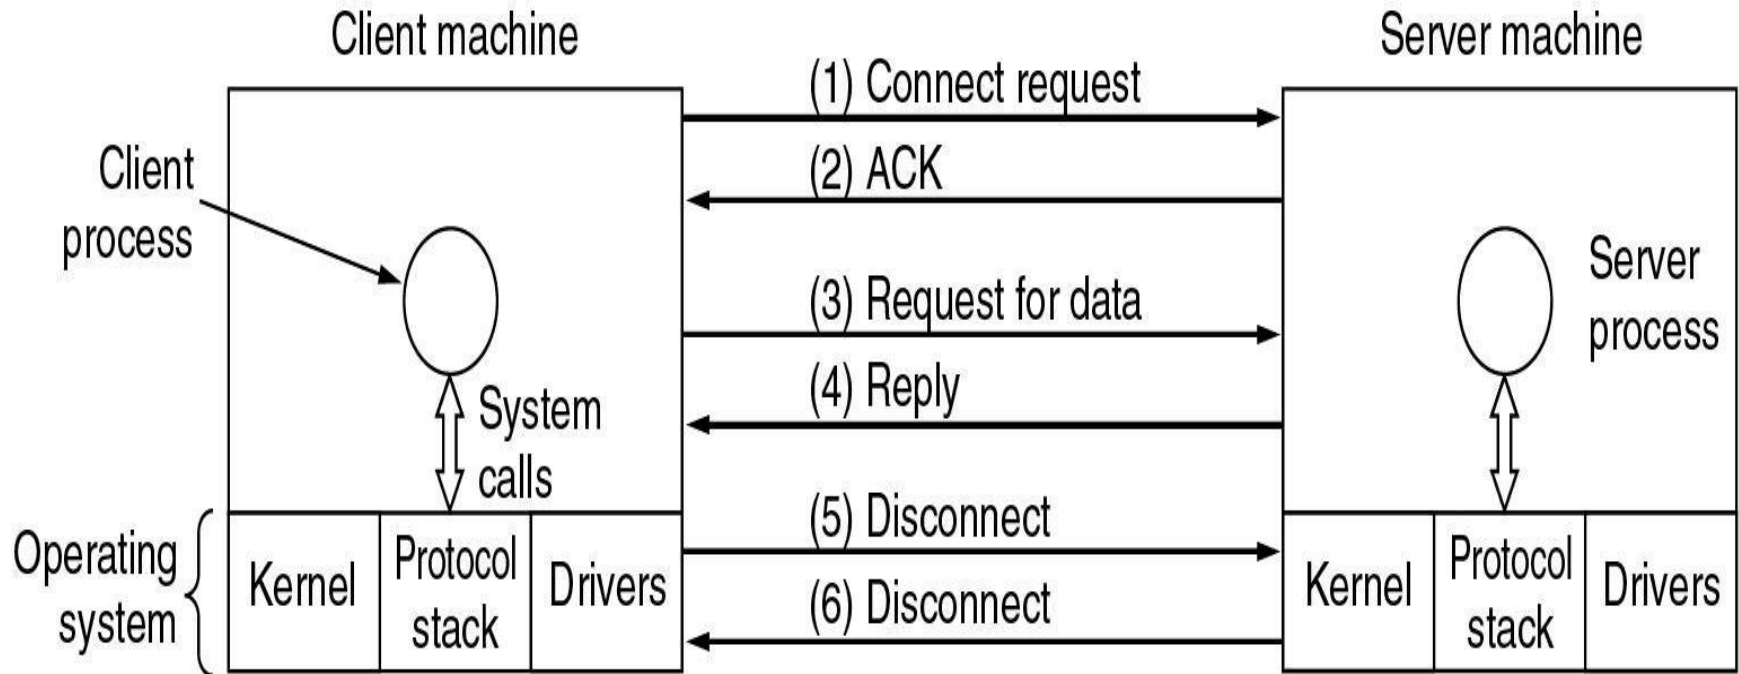 Client machine
Server machine
(1) Connect request
(2) ACK
Client
process
(3) Request for data
Server
process
(4) Reply
System
calls
(5) Disconnect
Operating
system
Kernel
Protocol
stack
Drivers
(6) Disconnect
Kernel
Protocol
stack
Drivers